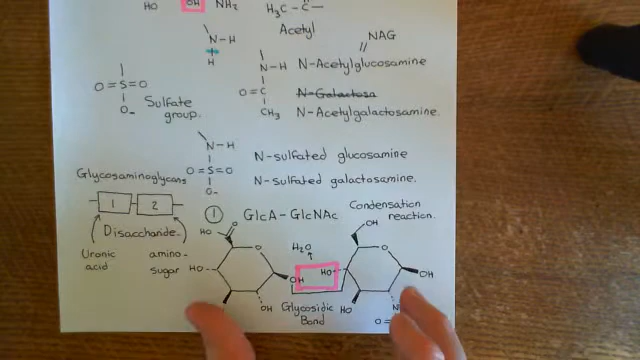 HO OH NH₂ H₃C–C–
Acetyl
N–H
H
NAG
N–H N-Acetylglucosamine
O=C N-Galactosa
CH₃ N-Acetylgalactosamine.
O=S=O
O- Sulfate
group.
N–H N-sulfated glucosamine
O=S=O
O- N-sulfated galactosamine.
Glycosaminoglycans
1 2
Disaccharide.
Uronic
acid
amino-
sugar
1 GlcA-GlcNAc
Condensation
reaction.
HO O O
HO OH
OH
H₂O
Glycosidic
Bond
OH
O
HO OH
HO N
O=